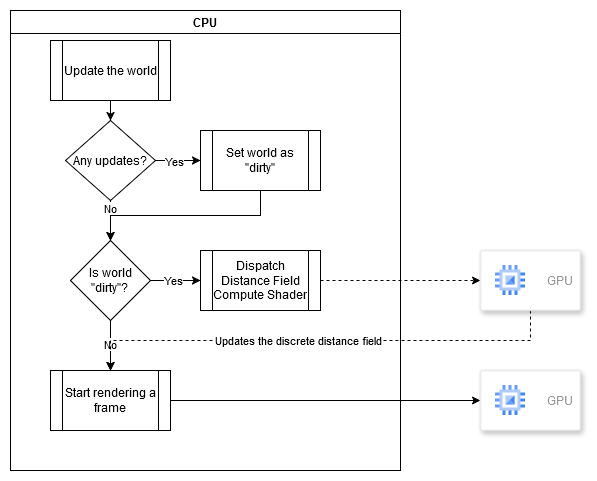 CPU
Update the world
Any updates?
Yes
Set world as
"dirty"
No
Is world
"dirty"?
Yes
Dispatch
Distance Field
Compute Shader
GPU
Updates the discrete distance field
No
Start rendering a
frame
GPU